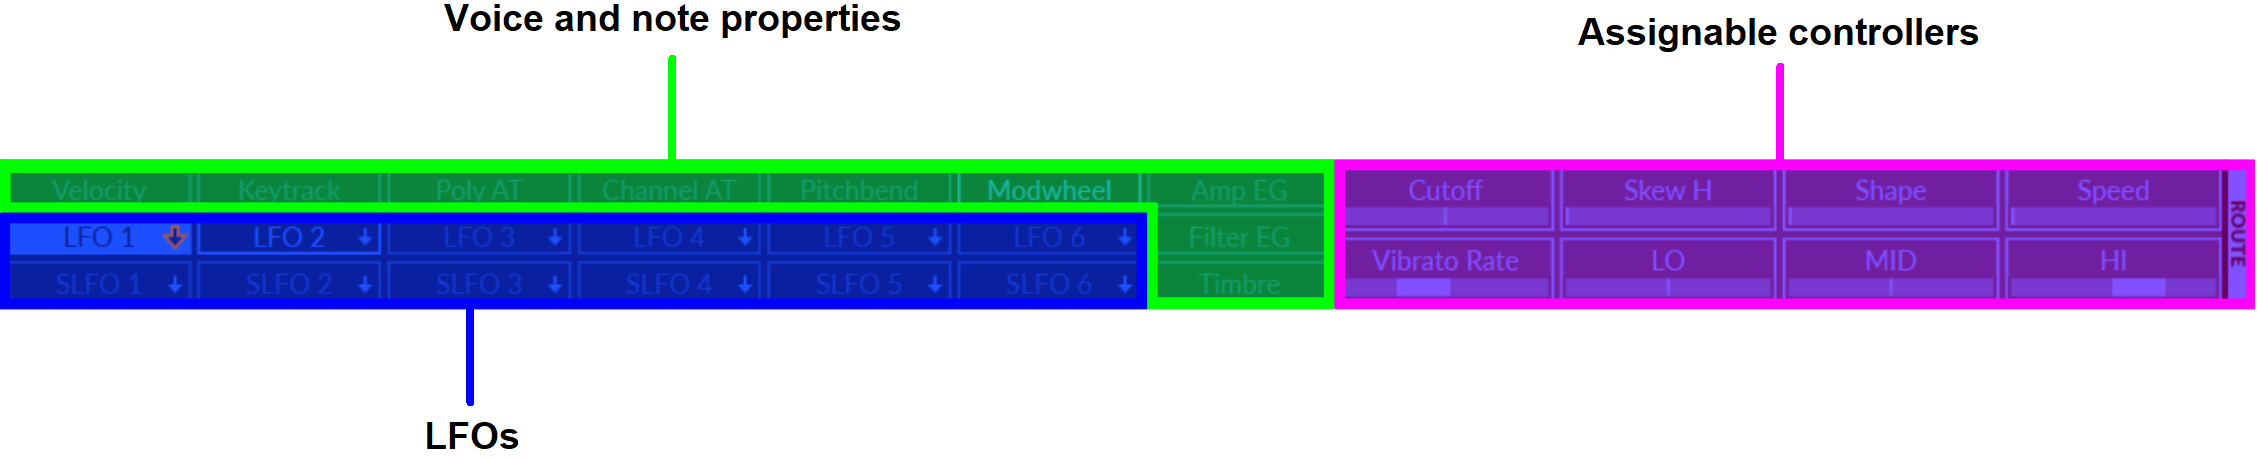 Voice and note properties
Assignable controllers
Velocity Keytrack Poly AT Channel AT Pitchbend Modwheel Amp EG Cutoff Skew H Shape Speed
LFO 1 LFO 2 LFO 3 LFO 4 LFO 5 LFO 6 Filter EG
Vibrato Rate LO MID HI
SLFO 1 SLFO 2 SLFO 3 SLFO 4 SLFO 5 SLFO 6 Timbre
ROUTE
LFOs